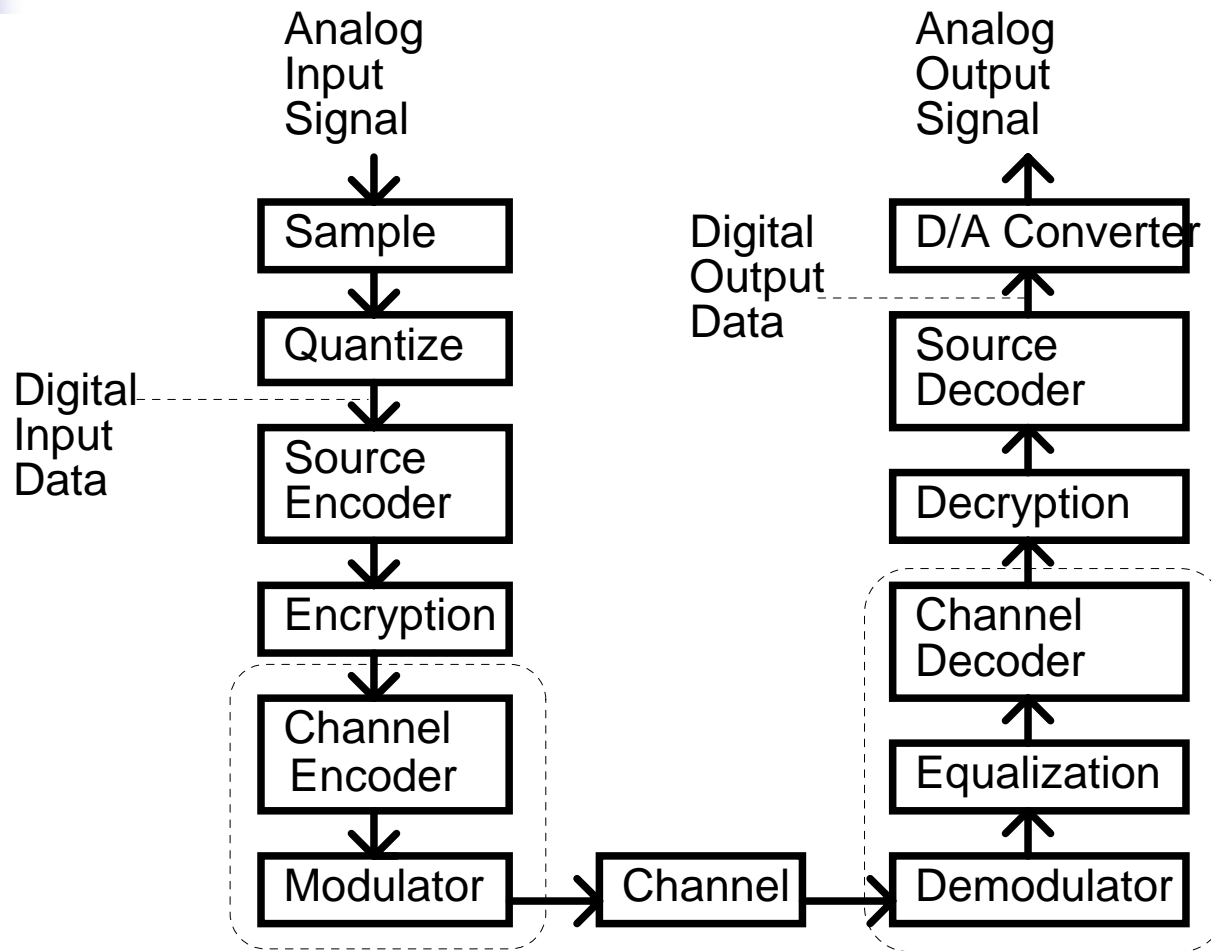 Analog
Input
Signal
Sample
Quantize
Digital
Input
Data
Source
Encoder
Encryption
Channel
Encoder
Modulator
Channel
Demodulator
Equalization
Channel
Decoder
Decryption
Source
Decoder
Digital
Output
Data
D/A Converter
Analog
Output
Signal